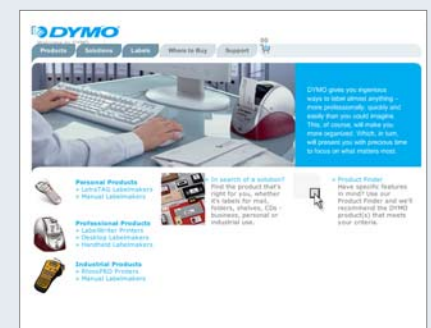 DYMO
Products
Solutions
Labels
Where to Buy
Support
DYMO gives you ingenious
ways to label almost anything –
more professionally, quickly and
easily than you could imagine.
This, of course, will make you
more organized. Which, in turn,
will present you with precious time
to focus on what matters most.
Personal Products
» LetraTAG Labelmakers
» Manual Labelmakers
Professional Products
» LabelWriter Printers
» Desktop Labelmakers
» Handheld Labelmakers
Industrial Products
» RhinoPRO Printers
» Manual Labelmakers
» In search of a solution?
Find the product that's
right for you, whether
it's labels for mail,
folders, shelves, CDs -
business, personal or
industrial use.
» Product Finder
Have specific features
in mind? Use our
Product Finder and we'll
recommend the DYMO
product(s) that meets
your criteria.